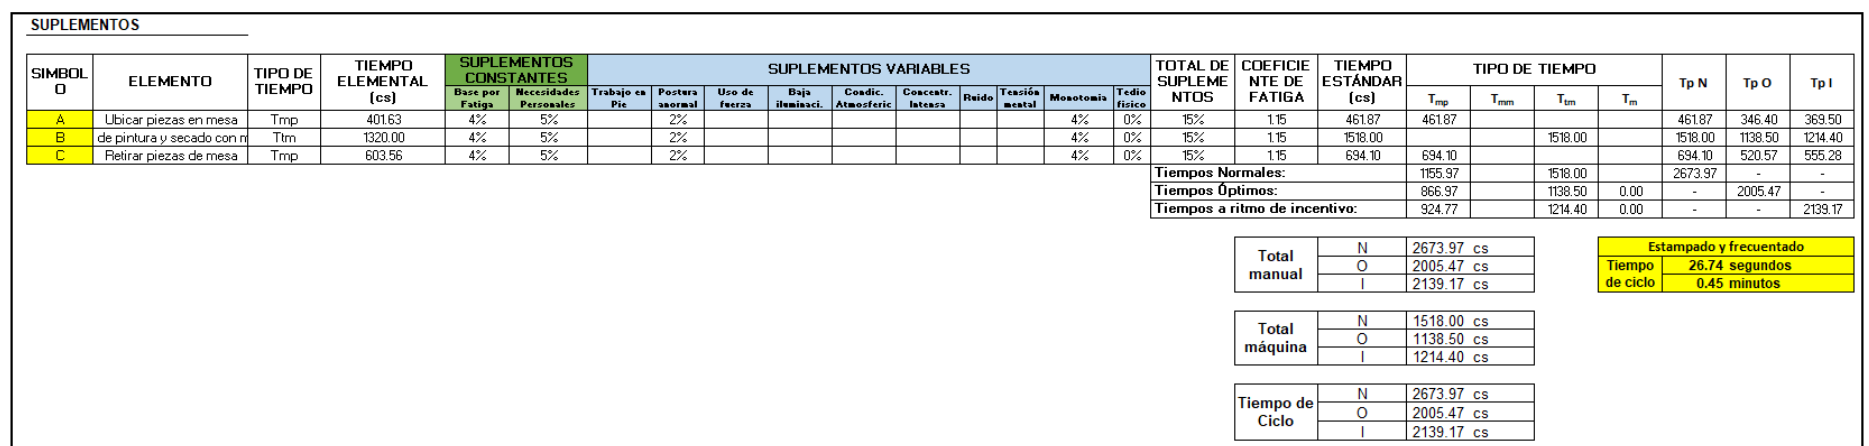 SUPLEMENTOS
SIMBOLO ELEMENTO TIPO DE TIEMPO TIEMPO ELEMENTAL (cs) SUPLEMENTOS CONSTANTES SUPLEMENTOS VARIABLES TOTAL DE SUPLEMENTOS COEFICIENTE DE FATIGA TIEMPO ESTÁNDAR (cs) TIPO DE TIEMPO Tp N Tp O Tp I
Base por Fatiga Necesidades Personales Trabajo en Pie Postura anormal Uso de fuerza Baja iluminaci. Condic. Atmosferic Concentr. Intensa Ruido Tensión mental Monotomia Tedio fisico Tmp Tmm Ttm Tm
A Ubicar piezas en mesa Tmp 401.63 4% 5% 2% 4% 0% 15% 1.15 461.87 461.87 461.87 346.40 369.50
B de pintura y secado con m Ttm 1320.00 4% 5% 2% 4% 0% 15% 1.15 1518.00 1518.00 1518.00 1138.50 1214.40
C Retirar piezas de mesa Tmp 603.56 4% 5% 2% 4% 0% 15% 1.15 694.10 694.10 694.10 520.57 555.28
Tiempos Normales: 1155.97 1518.00 2673.97 - -
Tiempos Óptimos: 866.97 1138.50 0.00 - 2005.47 -
Tiempos a ritmo de incentivo: 924.77 1214.40 0.00 - - 2139.17
Total manual N 2673.97 cs
O 2005.47 cs
I 2139.17 cs
Estampado y frecuentado
Tiempo de ciclo 26.74 segundos
0.45 minutos
Total máquina N 1518.00 cs
O 1138.50 cs
I 1214.40 cs
Tiempo de Ciclo N 2673.97 cs
O 2005.47 cs
I 2139.17 cs